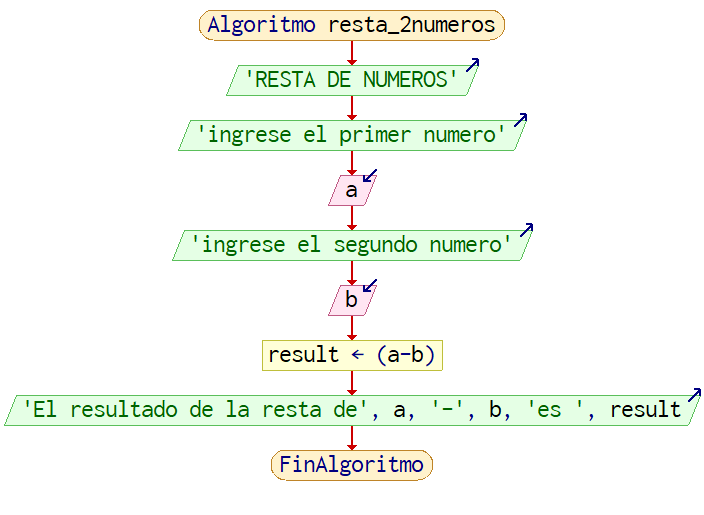 Algoritmo resta_2numeros
'RESTA DE NUMEROS'
'ingrese el primer numero'
a
'ingrese el segundo numero'
b
result ← (a-b)
'El resultado de la resta de', a, '-', b, 'es ', result
FinAlgoritmo